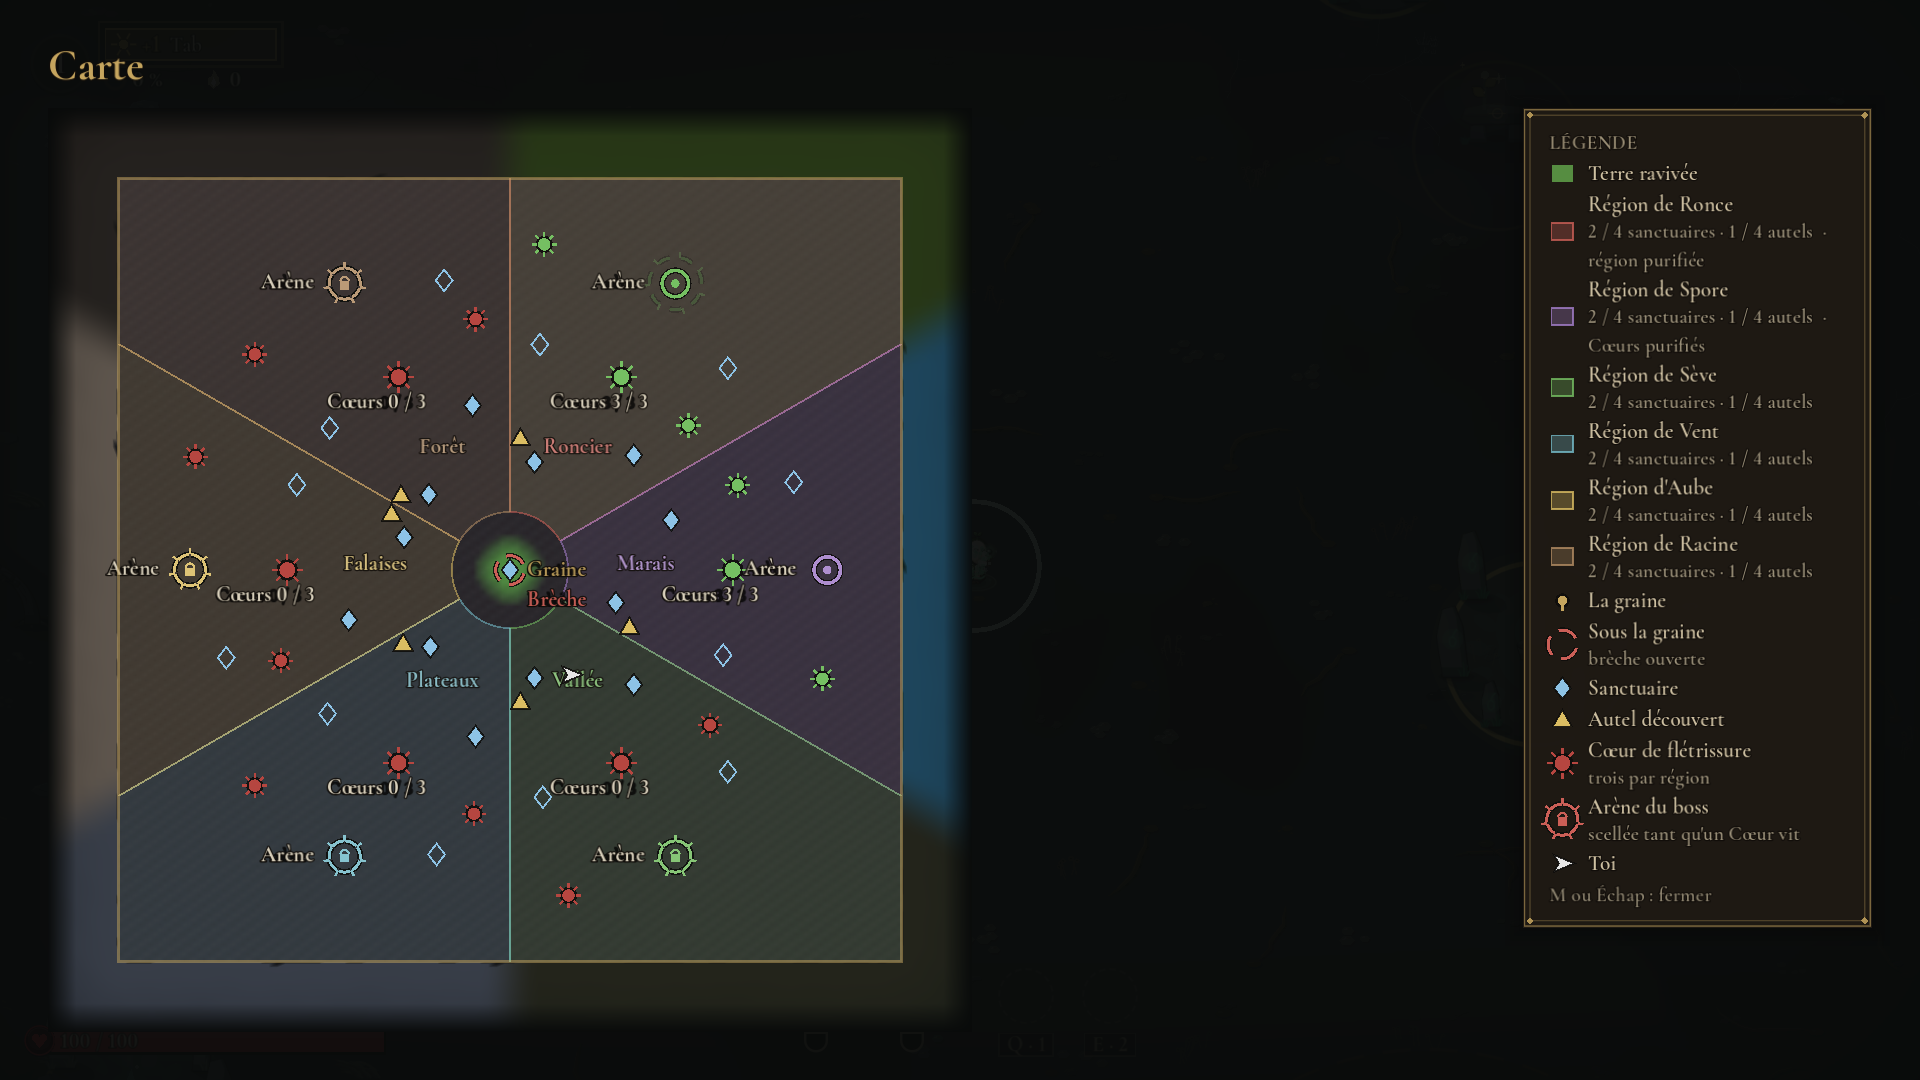 Tab
Carte
0
Arène
Arène
Cœurs 0 / 3
Cœurs 3 / 3
Forêt
Roncier
Falaises
Marais
Arène
Graine
Arène
Cœurs 0 / 3
Brèche
Cœurs 3 / 3
Plateaux
Vallée
Cœurs 0 / 3
Cœurs 0 / 3
Arène
Arène
100 100
Q · 1
E · 2
LÉGENDE
Terre ravivée
Région de Ronce
2 / 4 sanctuaires · 1 / 4 autels ·
région purifiée
Région de Spore
2 / 4 sanctuaires · 1 / 4 autels ·
Cœurs purifiés
Région de Sève
2 / 4 sanctuaires · 1 / 4 autels
Région de Vent
2 / 4 sanctuaires · 1 / 4 autels
Région d'Aube
2 / 4 sanctuaires · 1 / 4 autels
Région de Racine
2 / 4 sanctuaires · 1 / 4 autels
La graine
Sous la graine
brèche ouverte
Sanctuaire
Autel découvert
Cœur de flétrissure
trois par région
Arène du boss
scellée tant qu'un Cœur vit
Toi
M ou Échap : fermer